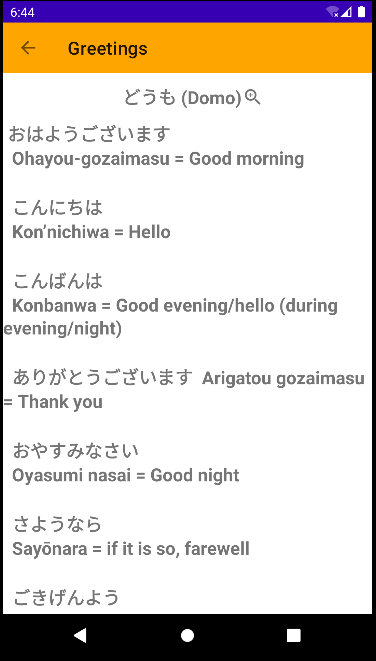 6:44
Greetings
どうも (Domo)
おはようございます
Ohayou-gozaimasu = Good morning
こんにちは
Kon’nichiwa = Hello
こんばんは
Konbanwa = Good evening/hello (during
evening/night)
ありがとうございます Arigatou gozaimasu
= Thank you
おやすみなさい
Oyasumi nasai = Good night
さようなら
Sayōnara = if it is so, farewell
ごきげんよう